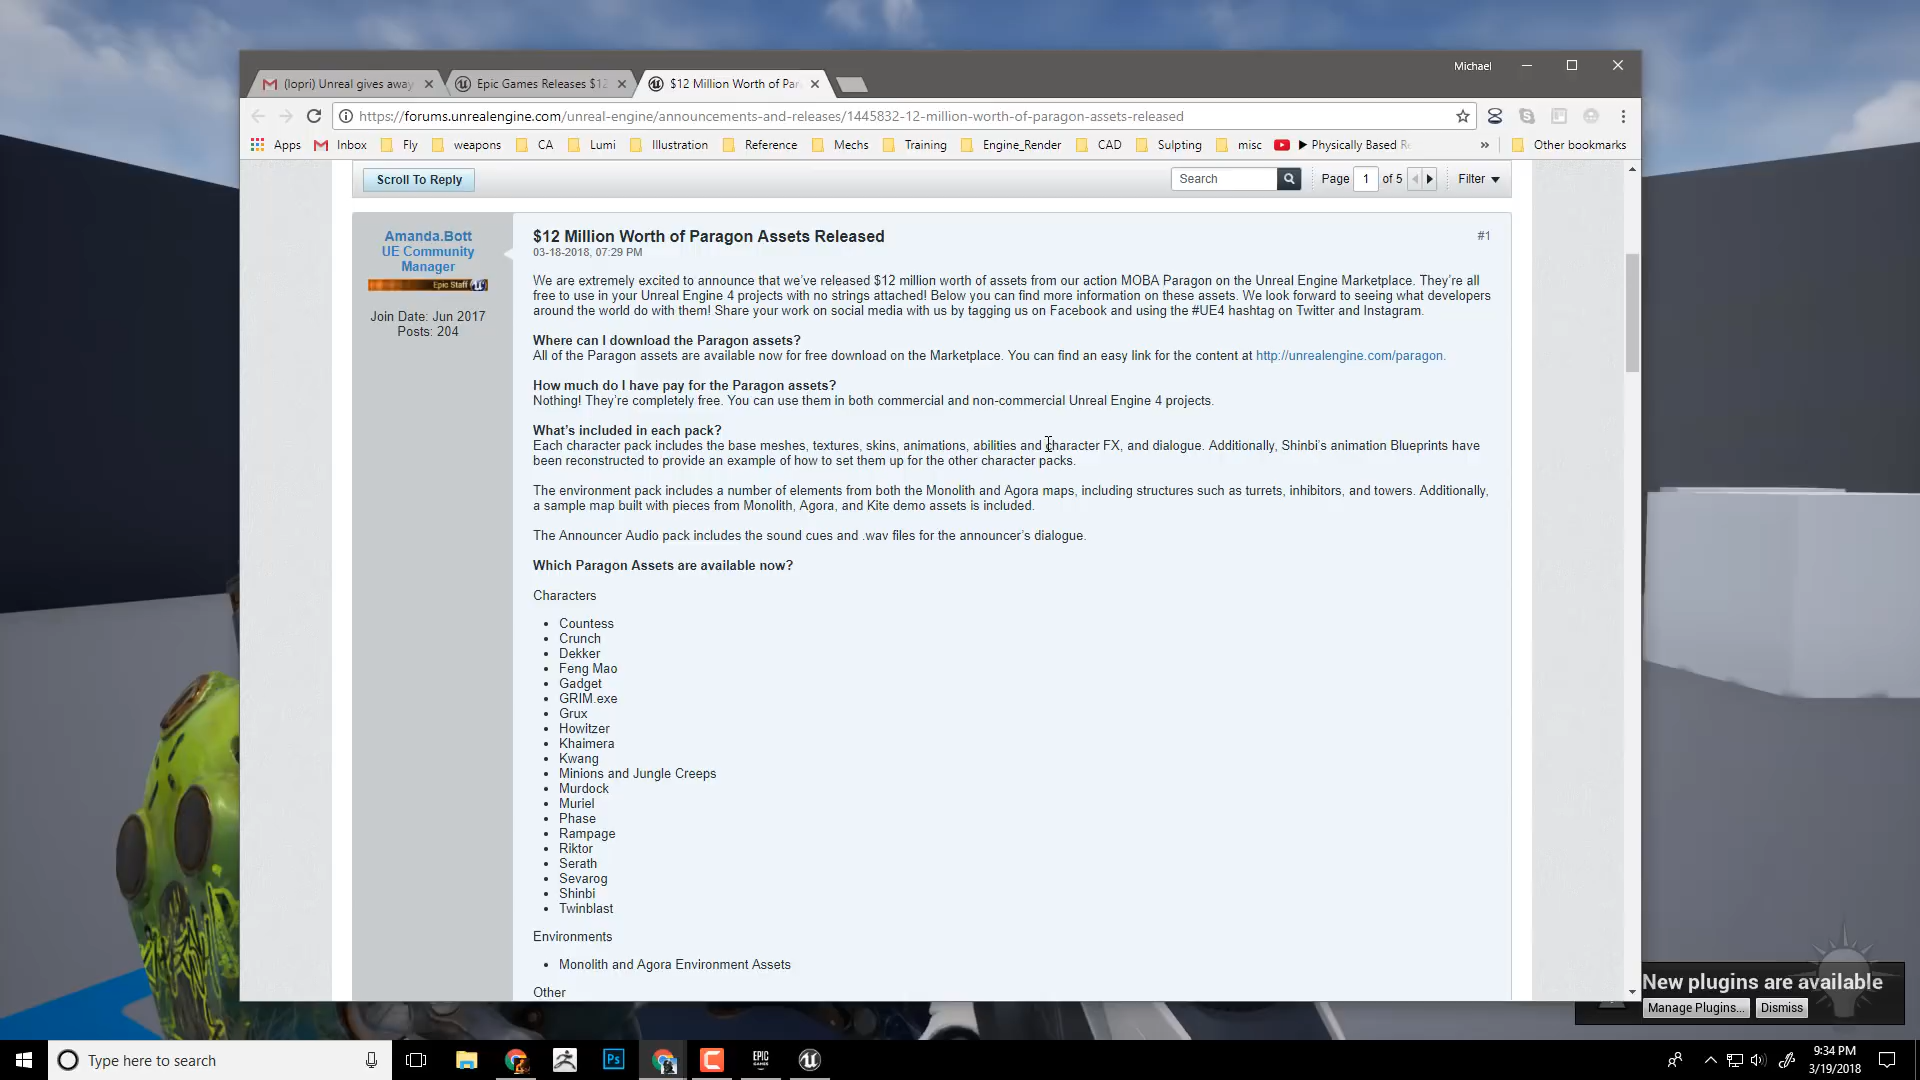 Michael
(lopri) Unreal gives away
Epic Games Releases $12
$12 Million Worth of Par
https://forums.unrealengine.com/unreal-engine/announcements-and-releases/1445832-12-million-worth-of-paragon-assets-released
Apps Inbox Fly weapons CA Lumi Illustration Reference Mechs Training Engine_Render CAD Sulpting misc Physically Based Re » Other bookmarks
Scroll To Reply
Search
Page 1 of 5
Filter
Amanda.Bott
UE Community
Manager
Epic Staff
Join Date: Jun 2017
Posts: 204
$12 Million Worth of Paragon Assets Released
#1
03-18-2018, 07:29 PM
We are extremely excited to announce that we've released $12 million worth of assets from our action MOBA Paragon on the Unreal Engine Marketplace. They're all
free to use in your Unreal Engine 4 projects with no strings attached! Below you can find more information on these assets. We look forward to seeing what developers
around the world do with them! Share your work on social media with us by tagging us on Facebook and using the #UE4 hashtag on Twitter and Instagram.
Where can I download the Paragon assets?
All of the Paragon assets are available now for free download on the Marketplace. You can find an easy link for the content at http://unrealengine.com/paragon.
How much do I have pay for the Paragon assets?
Nothing! They're completely free. You can use them in both commercial and non-commercial Unreal Engine 4 projects.
What's included in each pack?
Each character pack includes the base meshes, textures, skins, animations, abilities and character FX, and dialogue. Additionally, Shinbi's animation Blueprints have
been reconstructed to provide an example of how to set them up for the other character packs.
The environment pack includes a number of elements from both the Monolith and Agora maps, including structures such as turrets, inhibitors, and towers. Additionally,
a sample map built with pieces from Monolith, Agora, and Kite demo assets is included.
The Announcer Audio pack includes the sound cues and .wav files for the announcer's dialogue.
Which Paragon Assets are available now?
Characters
• Countess
• Crunch
• Dekker
• Feng Mao
• Gadget
• GRIM.exe
• Grux
• Howitzer
• Khaimera
• Kwang
• Minions and Jungle Creeps
• Murdock
• Muriel
• Phase
• Rampage
• Riktor
• Serath
• Sevarog
• Shinbi
• Twinblast
Environments
• Monolith and Agora Environment Assets
Other
New plugins are available
Manage Plugins...
Dismiss
Type here to search
Ps
EPIC GAMES
9:34 PM
3/19/2018